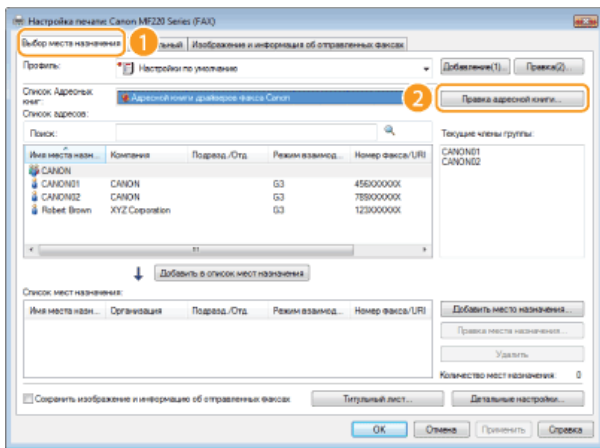 Настройка печати: Canon MF220 Series (FAX)
Выбор места назначения 1 льный Изображение и информация об отправленных факсах
Профиль: Настройки по умолчанию Добавление(1)... Правка(2)...
Список Адресных книг: Адресной книги драйверов факса Canon 2 Правка адресной книги...
Список адресов:
Поиск: Текущие члены группы:
Имя места назн... Компания Подразд./Отд. Режим взаимод... Номер факса/URI
CANON01
CANON02
CANON
CANON01 CANON G3 456XXXXXXX
CANON02 CANON G3 789XXXXXXX
Robert Brown XYZ Corporation G3 123XXXXXXX
Добавить в список мест назначения
Список мест назначения:
Имя места назн... Организация Подразд./Отд. Режим взаимод... Номер факса/URI
Добавить место назначения...
Правка места назначения...
Удалить
Количество мест назначения: 0
Сохранить изображение и информацию об отправленных факсах Титульный лист... Детальные настройки...
OK Отмена Применить Справка